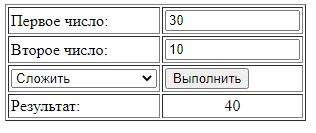 Первое число: 30
Второе число: 10
Сложить Выполнить
Результат: 40